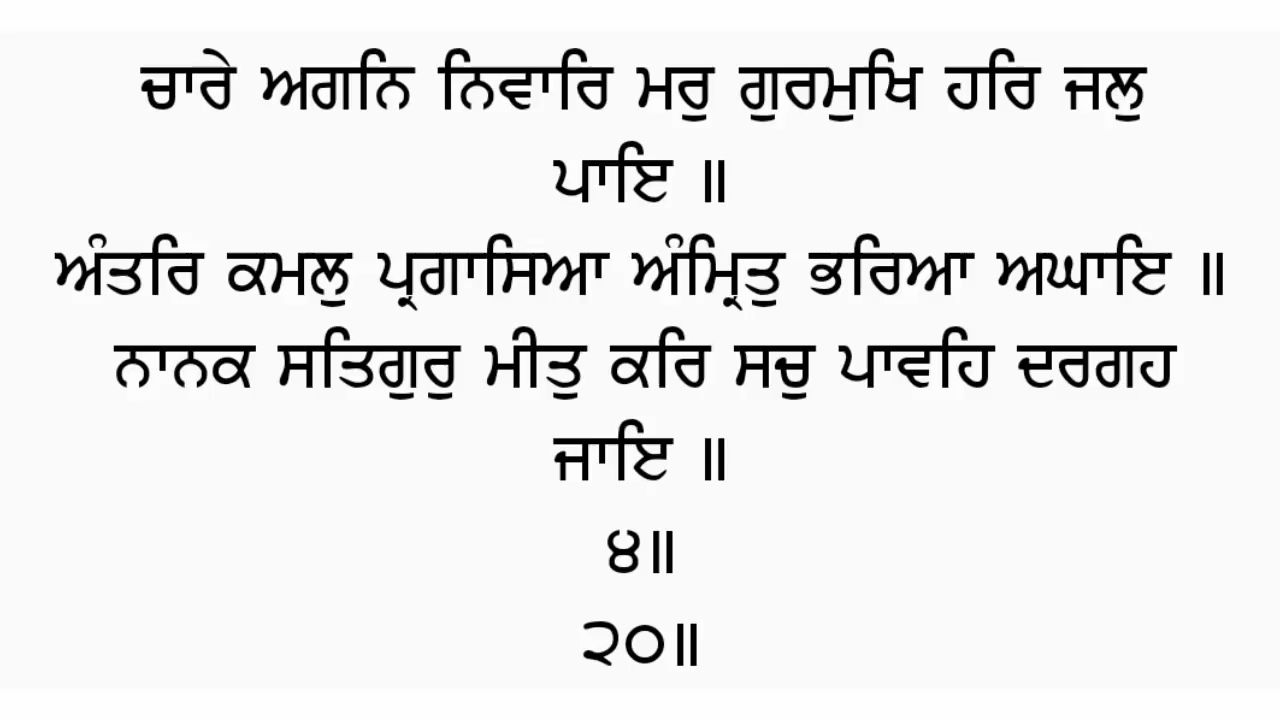 ਚਾਰੇ ਅਗਨਿ ਨਿਵਾਰਿ ਮਰੁ ਗੁਰਮੁਖਿ ਹਰਿ ਜਲੁ
ਪਾਇ ॥
ਅੰਤਰਿ ਕਮਲੁ ਪ੍ਰਗਾਸਿਆ ਅੰਮ੍ਰਿਤੁ ਭਰਿਆ ਅਘਾਇ ॥
ਨਾਨਕ ਸਤਿਗੁਰੁ ਮੀਤੁ ਕਰਿ ਸਚੁ ਪਾਵਹਿ ਦਰਗਹ
ਜਾਇ ॥
੪॥
੨੦॥